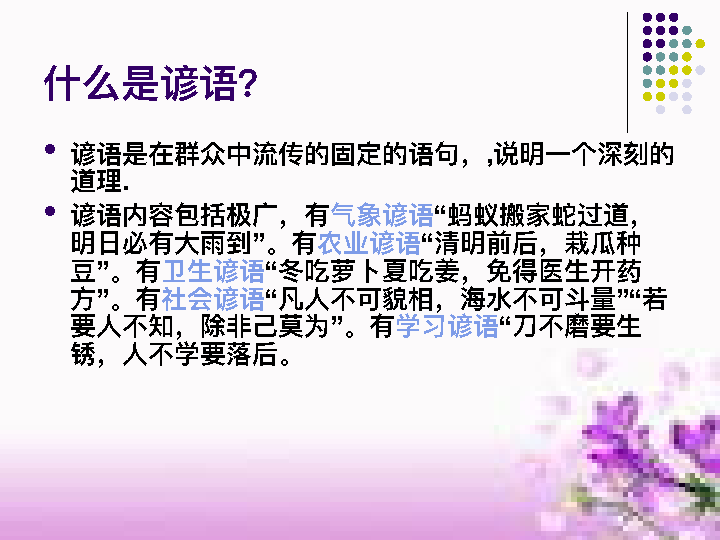 什么是谚语?
谚语是在群众中流传的固定的语句，,说明一个深刻的
道理.
谚语内容包括极广，有气象谚语“蚂蚁搬家蛇过道，
明日必有大雨到”。有农业谚语“清明前后，栽瓜种
豆”。有卫生谚语“冬吃萝卜夏吃姜，免得医生开药
方”。有社会谚语“凡人不可貌相，海水不可斗量”“若
要人不知，除非己莫为”。有学习谚语“刀不磨要生
锈，人不学要落后。